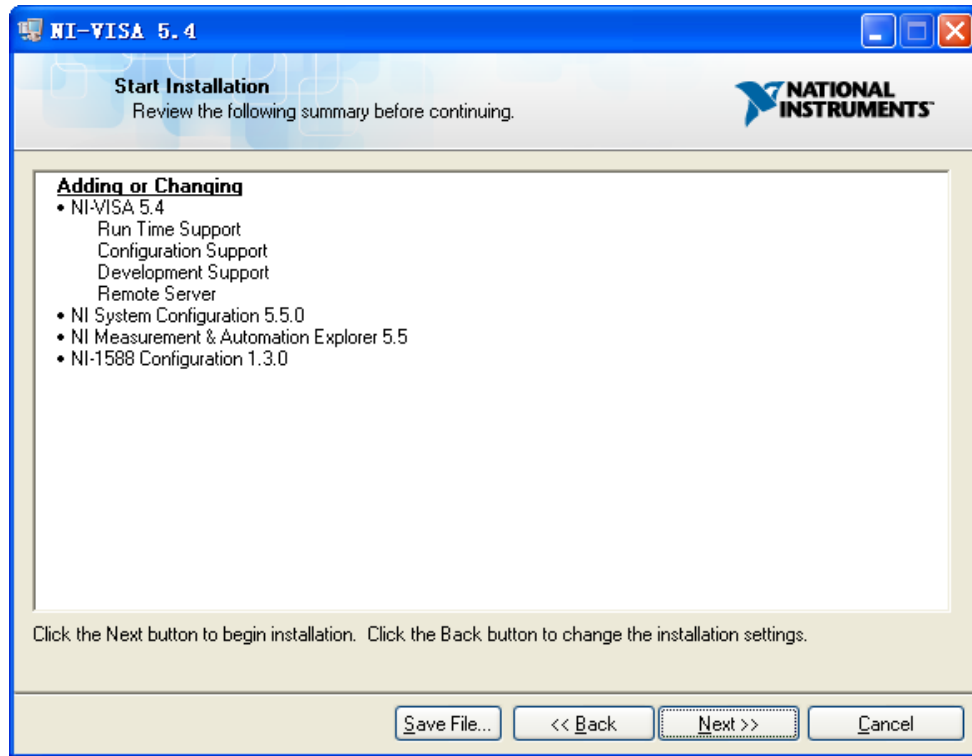 NI-VISA 5.4
Start Installation
Review the following summary before continuing.
NATIONAL
INSTRUMENTS™
Adding or Changing
• NI-VISA 5.4
Run Time Support
Configuration Support
Development Support
Remote Server
• NI System Configuration 5.5.0
• NI Measurement & Automation Explorer 5.5
• NI-1588 Configuration 1.3.0
Click the Next button to begin installation.  Click the Back button to change the installation settings.
Save File... << Back Next >> Cancel